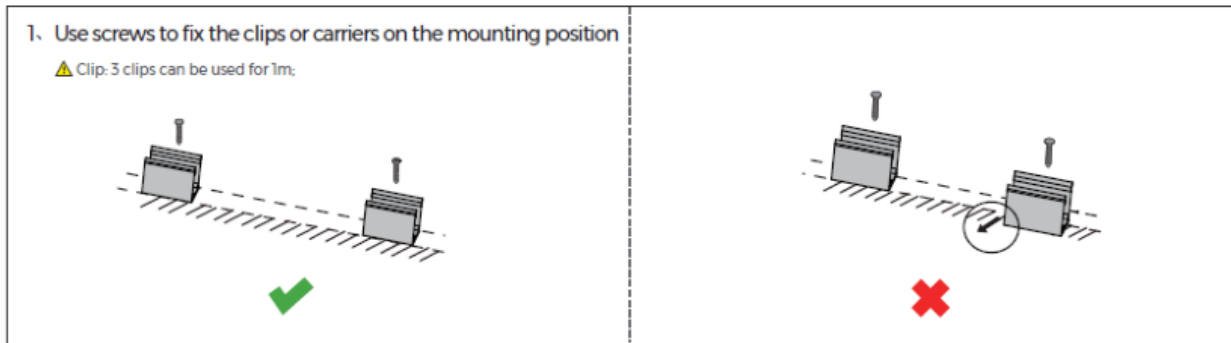 1、Use screws to fix the clips or carriers on the mounting position
Clip: 3 clips can be used for 1m;